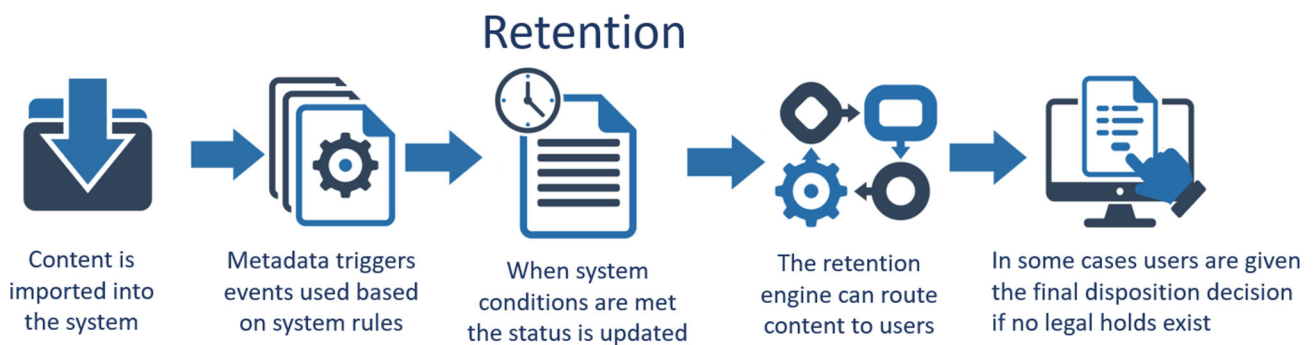 Retention
Content is
imported into
the system
Metadata triggers
events used based
on system rules
When system
conditions are met
the status is updated
The retention
engine can route
content to users
In some cases users are given
the final disposition decision
if no legal holds exist